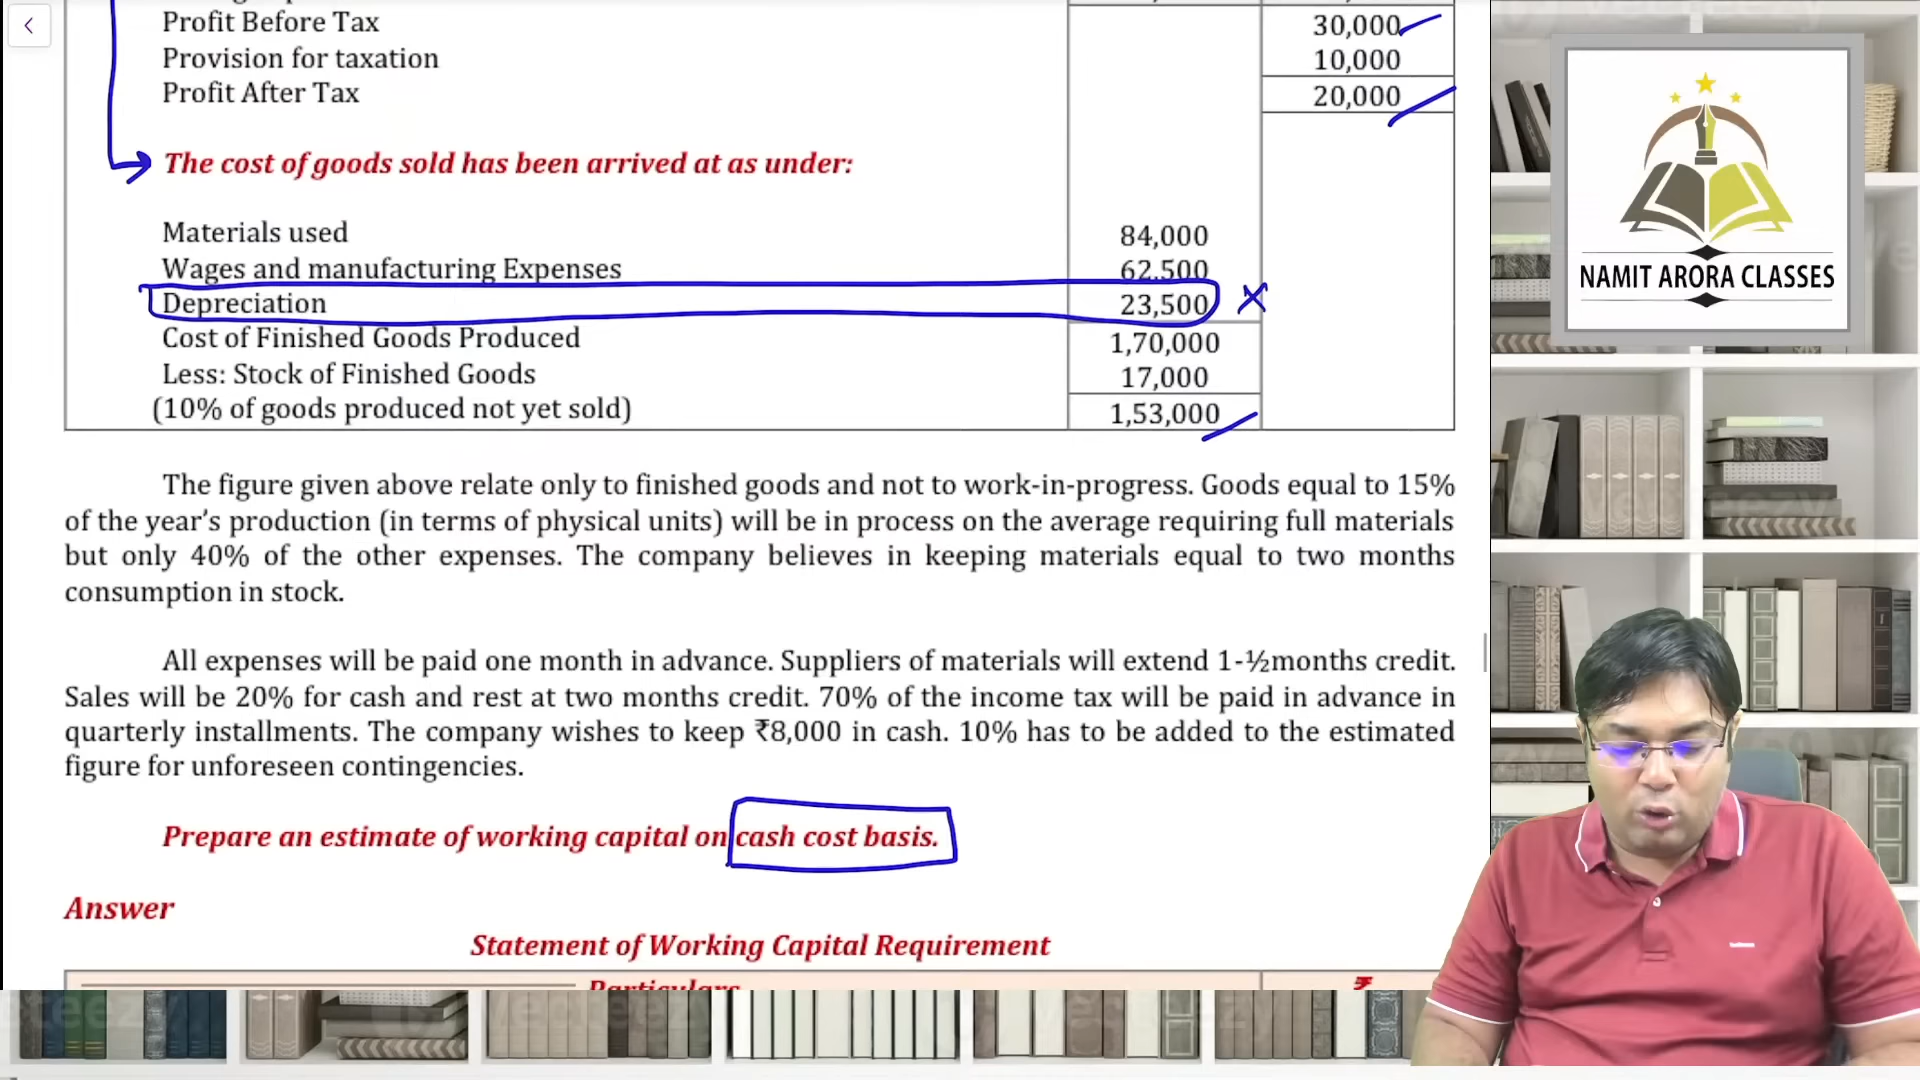 Profit Before Tax 30,000
Provision for taxation 10,000
Profit After Tax 20,000
The cost of goods sold has been arrived at as under:
Materials used 84,000
Wages and manufacturing Expenses 62,500
Depreciation 23,500
Cost of Finished Goods Produced 1,70,000
Less: Stock of Finished Goods 17,000
(10% of goods produced not yet sold) 1,53,000
The figure given above relate only to finished goods and not to work-in-progress. Goods equal to 15%
of the year's production (in terms of physical units) will be in process on the average requiring full materials
but only 40% of the other expenses. The company believes in keeping materials equal to two months
consumption in stock.
All expenses will be paid one month in advance. Suppliers of materials will extend 1-½months credit.
Sales will be 20% for cash and rest at two months credit. 70% of the income tax will be paid in advance in
quarterly installments. The company wishes to keep ₹8,000 in cash. 10% has to be added to the estimated
figure for unforeseen contingencies.
Prepare an estimate of working capital on cash cost basis.
Answer
Statement of Working Capital Requirement
Particulars ₹
NAMIT ARORA CLASSES